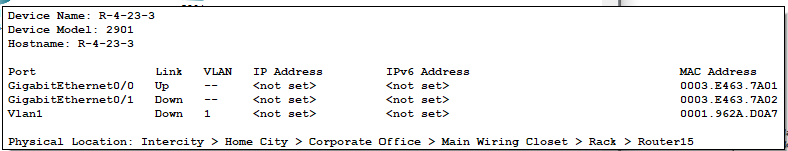 Device Name: R-4-23-3
Device Model: 2901
Hostname: R-4-23-3
Port Link VLAN IP Address IPv6 Address MAC Address
GigabitEthernet0/0 Up -- <not set> <not set> 0003.E463.7A01
GigabitEthernet0/1 Down -- <not set> <not set> 0003.E463.7A02
Vlan1 Down 1 <not set> <not set> 0001.962A.D0A7
Physical Location: Intercity > Home City > Corporate Office > Main Wiring Closet > Rack > Router15